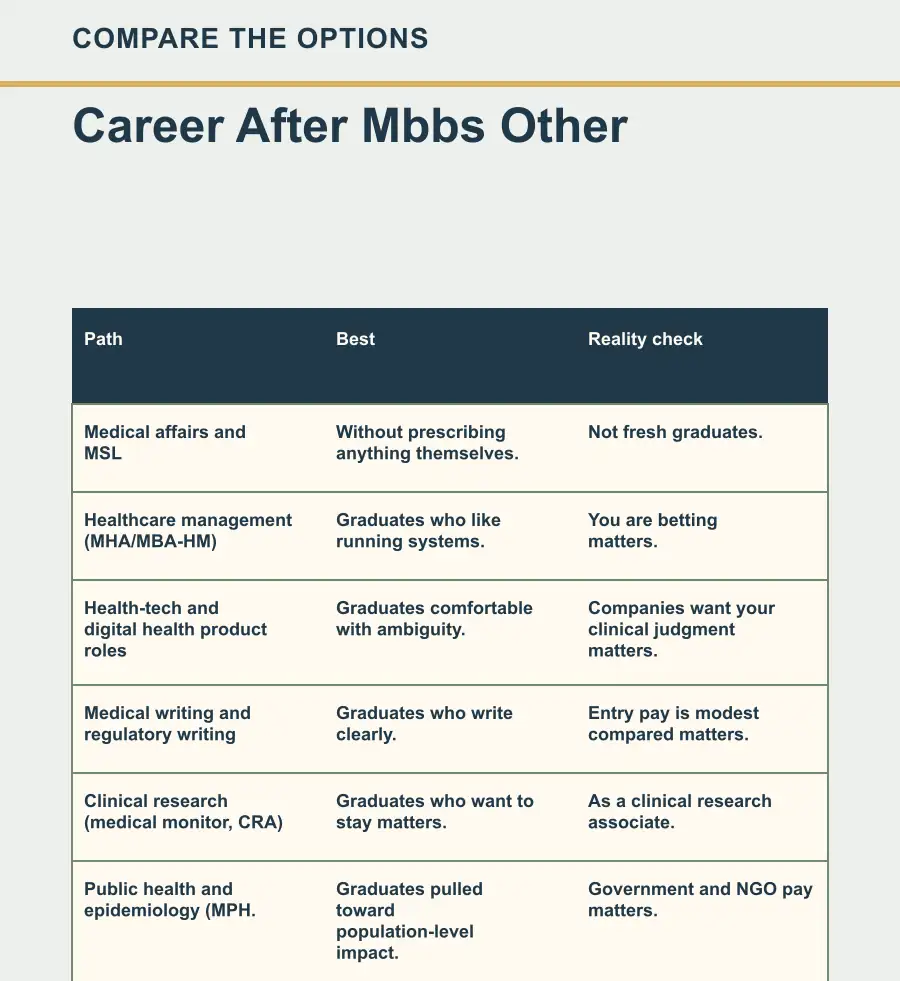 COMPARE THE OPTIONS
Career After Mbbs Other
Path
Best
Reality check
Medical affairs and
MSL
Without prescribing
anything themselves.
Not fresh graduates.
Healthcare management
(MHA/MBA-HM)
Graduates who like
running systems.
You are betting
matters.
Health-tech and
digital health product
roles
Graduates comfortable
with ambiguity.
Companies want your
clinical judgment
matters.
Medical writing and
regulatory writing
Graduates who write
clearly.
Entry pay is modest
compared matters.
Clinical research
(medical monitor, CRA)
Graduates who want to
stay matters.
As a clinical research
associate.
Public health and
epidemiology (MPH.
Graduates pulled
toward
population-level
impact.
Government and NGO pay
matters.